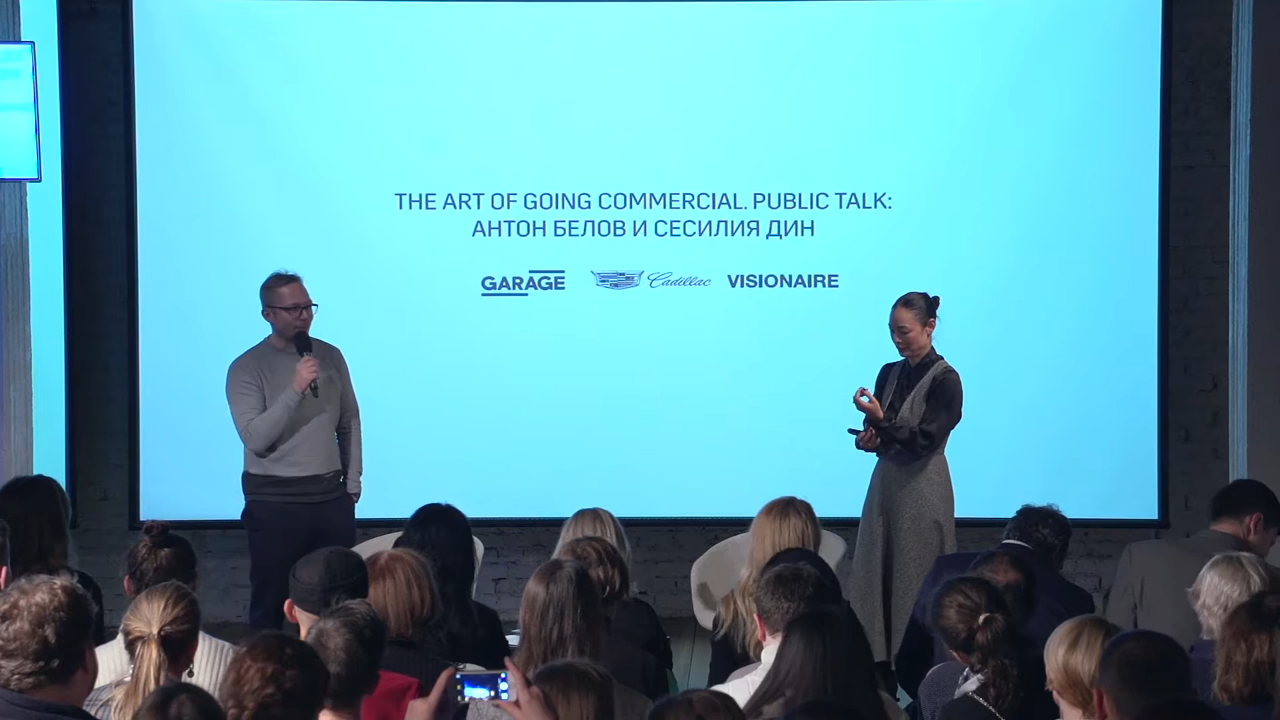 THE ART OF GOING COMMERCIAL. PUBLIC TALK:
АНТОН БЕЛОВ И СЕСИЛИЯ ДИН
GARAGE Cadillac VISIONAIRE